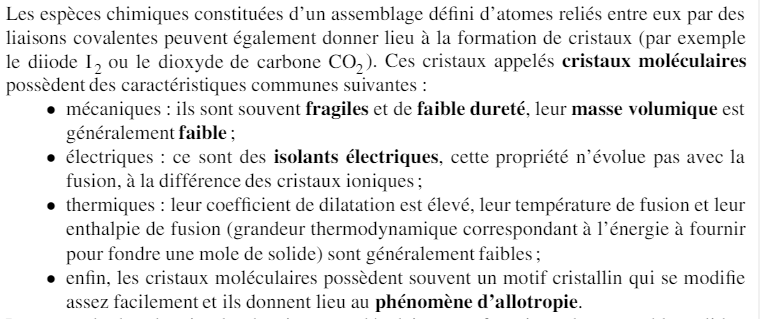 Les espèces chimiques constituées d'un assemblage défini d'atomes reliés entre eux par des
liaisons covalentes peuvent également donner lieu à la formation de cristaux (par exemple
le diiode I₂ ou le dioxyde de carbone CO₂). Ces cristaux appelés cristaux moléculaires
possèdent des caractéristiques communes suivantes :
• mécaniques : ils sont souvent fragiles et de faible dureté, leur masse volumique est
généralement faible ;
• électriques : ce sont des isolants électriques, cette propriété n'évolue pas avec la
fusion, à la différence des cristaux ioniques ;
• thermiques : leur coefficient de dilatation est élevé, leur température de fusion et leur
enthalpie de fusion (grandeur thermodynamique correspondant à l'énergie à fournir
pour fondre une mole de solide) sont généralement faibles ;
• enfin, les cristaux moléculaires possèdent souvent un motif cristallin qui se modifie
assez facilement et ils donnent lieu au phénomène d'allotropie.